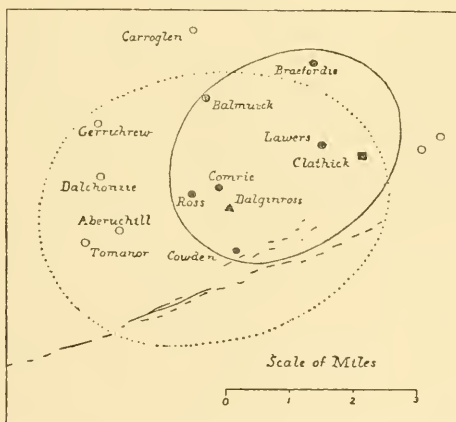 Carroglen
Braefordie
Balmuick
Gerrichrew
Lawers
Clathick
Dalchonzie
Comrie
Ross
Dalginross
Aberuchill
Tomanor
Cowden
Scale of Miles
0 1 2 3